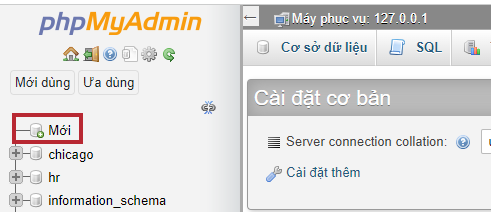 phpMyAdmin
Mới dùng Ưa dùng
Mới
chicago
hr
information_schema
Máy phục vụ: 127.0.0.1
Cơ sở dữ liệu SQL
Cài đặt cơ bản
Server connection collation:
Cài đặt thêm